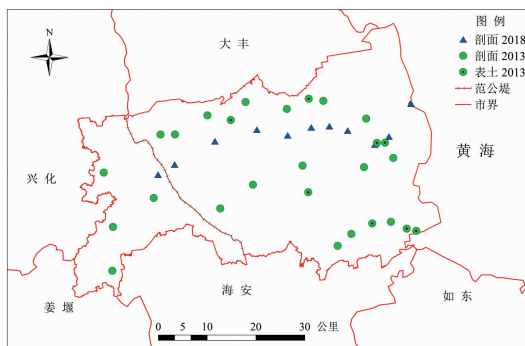 图 例
剖面 2018
剖面 2013
表土 2013
范公堤
市界
N
大 丰
黄 海
兴 化
姜 堰
海 安
如 东
0 10 20 30 公里